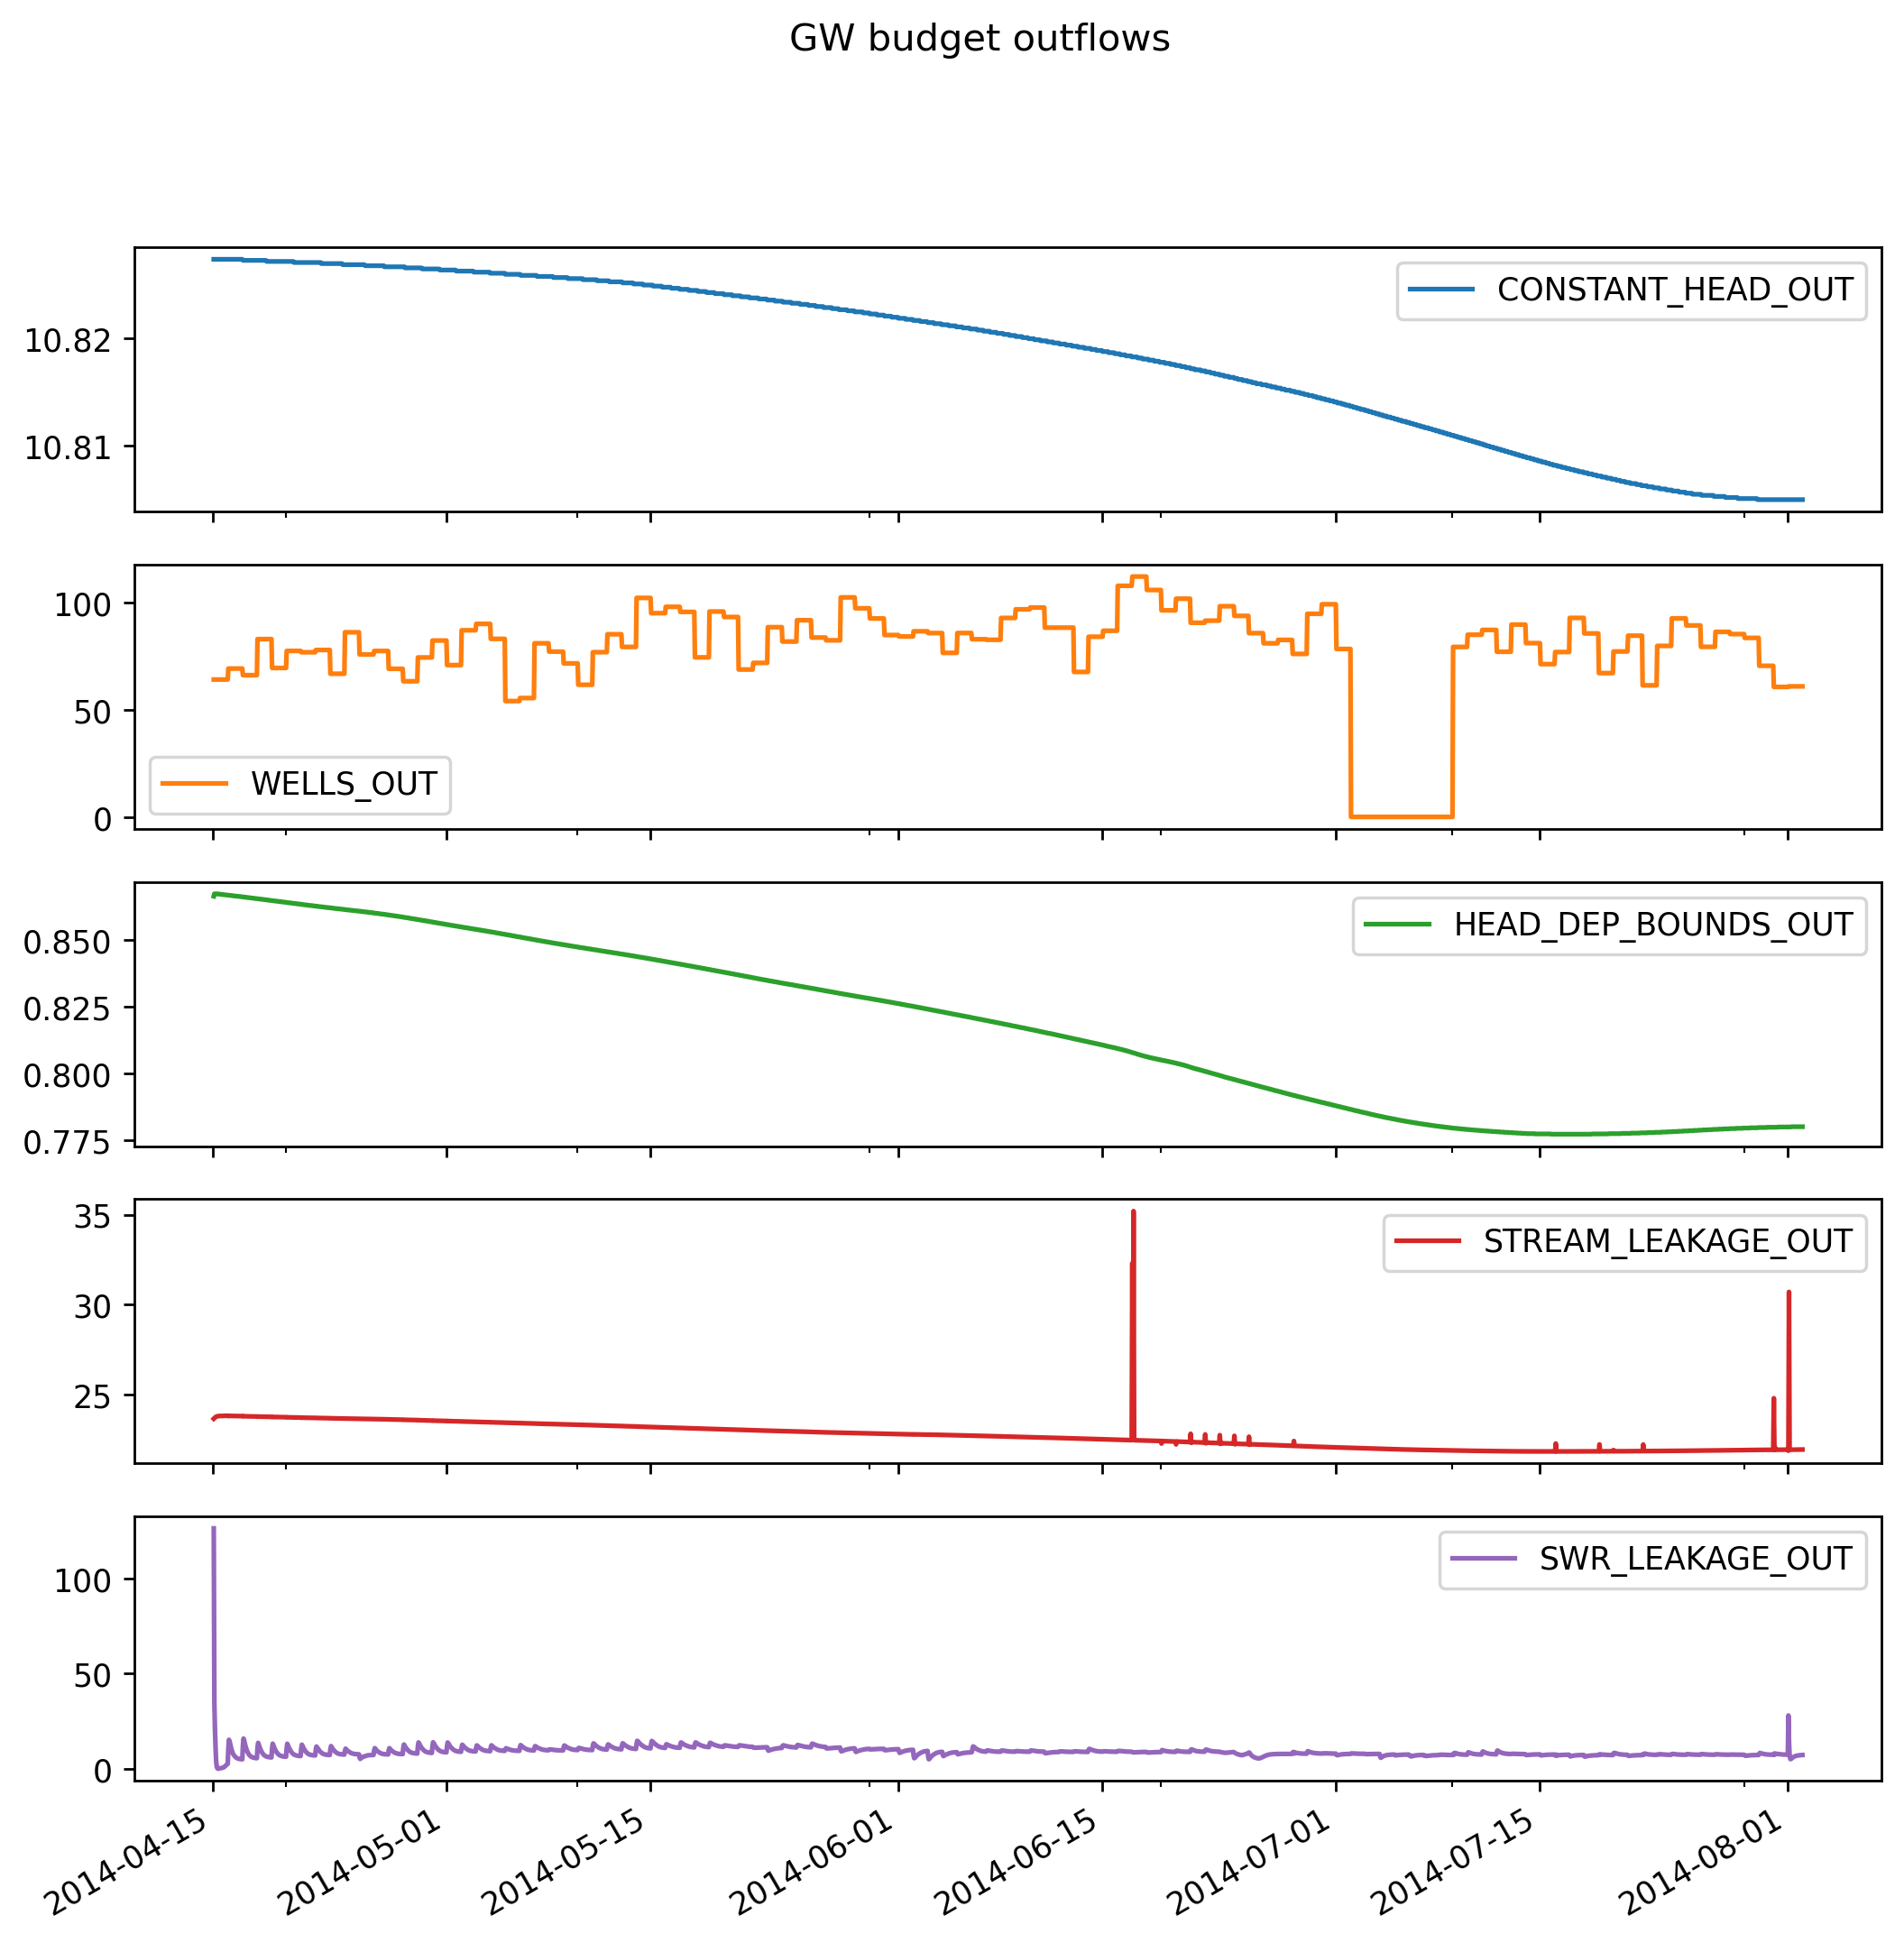 GW budget outflows
CONSTANT_HEAD_OUT
10.82
10.81
100
50
WELLS_OUT
0
HEAD_DEP_BOUNDS_OUT
0.850
0.825
0.800
0.775
35
STREAM_LEAKAGE_OUT
30
25
SWR_LEAKAGE_OUT
100
50
0
2014-04-15 2014-05-01 2014-05-15 2014-06-01 2014-06-15 2014-07-01 2014-07-15 2014-08-01